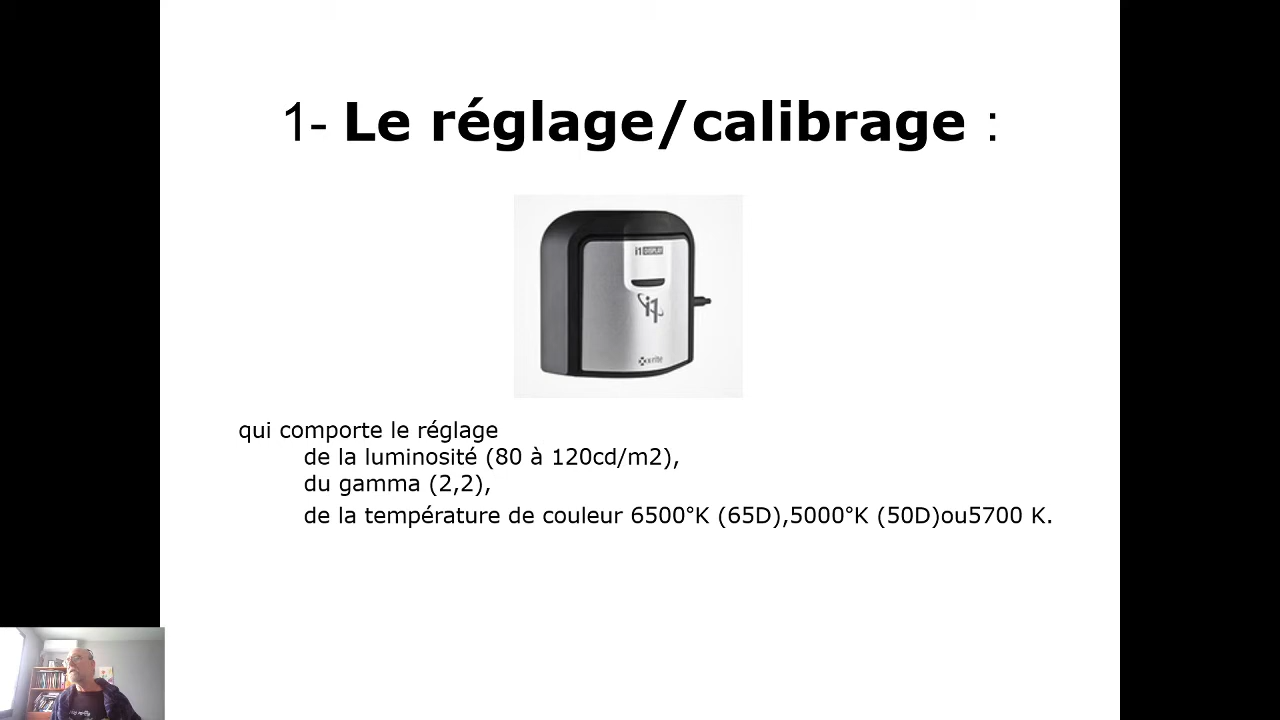 1- Le réglage/calibrage :
i1 DISPLAY
i1
x-rite
qui comporte le réglage
de la luminosité (80 à 120cd/m2),
du gamma (2,2),
de la température de couleur 6500°K (65D),5000°K (50D)ou5700 K.